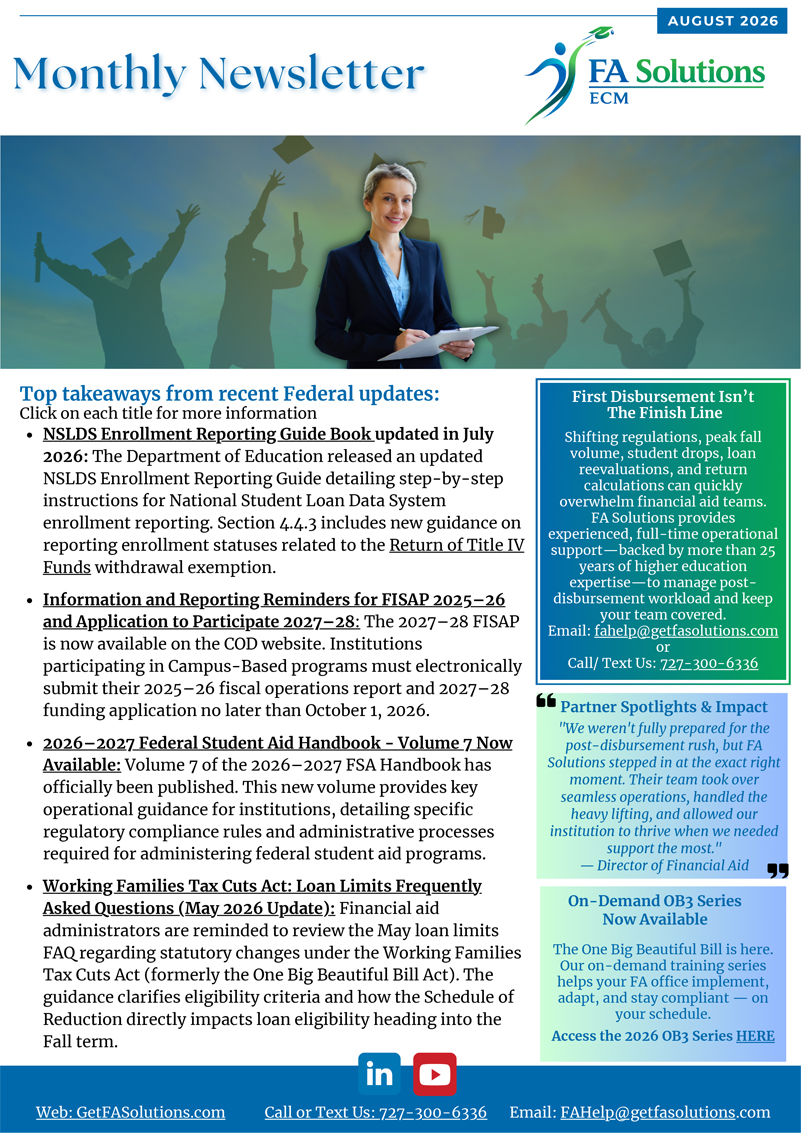 AUGUST 2026
Monthly Newsletter
FA Solutions
ECM
Top takeaways from recent Federal updates:
Click on each title for more information
• NSLDS Enrollment Reporting Guide Book updated in July
2026: The Department of Education released an updated
NSLDS Enrollment Reporting Guide detailing step-by-step
instructions for National Student Loan Data System
enrollment reporting. Section 4.4.3 includes new guidance on
reporting enrollment statuses related to the Return of Title IV
Funds withdrawal exemption.
• Information and Reporting Reminders for FISAP 2025–26
and Application to Participate 2027–28: The 2027–28 FISAP
is now available on the COD website. Institutions
participating in Campus-Based programs must electronically
submit their 2025–26 fiscal operations report and 2027–28
funding application no later than October 1, 2026.
• 2026–2027 Federal Student Aid Handbook - Volume 7 Now
Available: Volume 7 of the 2026–2027 FSA Handbook has
officially been published. This new volume provides key
operational guidance for institutions, detailing specific
regulatory compliance rules and administrative processes
required for administering federal student aid programs.
• Working Families Tax Cuts Act: Loan Limits Frequently
Asked Questions (May 2026 Update): Financial aid
administrators are reminded to review the May loan limits
FAQ regarding statutory changes under the Working Families
Tax Cuts Act (formerly the One Big Beautiful Bill Act). The
guidance clarifies eligibility criteria and how the Schedule of
Reduction directly impacts loan eligibility heading into the
Fall term.
First Disbursement Isn't
The Finish Line
Shifting regulations, peak fall
volume, student drops, loan
reevaluations, and return
calculations can quickly
overwhelm financial aid teams.
FA Solutions provides
experienced, full-time operational
support—backed by more than 25
years of higher education
expertise—to manage post-
disbursement workload and keep
your team covered.
Email: fahelp@getfasolutions.com
or
Call/ Text Us: 727-300-6336
❝ Partner Spotlights & Impact
"We weren't fully prepared for the
post-disbursement rush, but FA
Solutions stepped in at the exact right
moment. Their team took over
seamless operations, handled the
heavy lifting, and allowed our
institution to thrive when we needed
support the most."
— Director of Financial Aid ❞
On-Demand OB3 Series
Now Available
The One Big Beautiful Bill is here.
Our on-demand training series
helps your FA office implement,
adapt, and stay compliant — on
your schedule.
Access the 2026 OB3 Series HERE
in
Web: GetFASolutions.com Call or Text Us: 727-300-6336 Email: FAHelp@getfasolutions.com